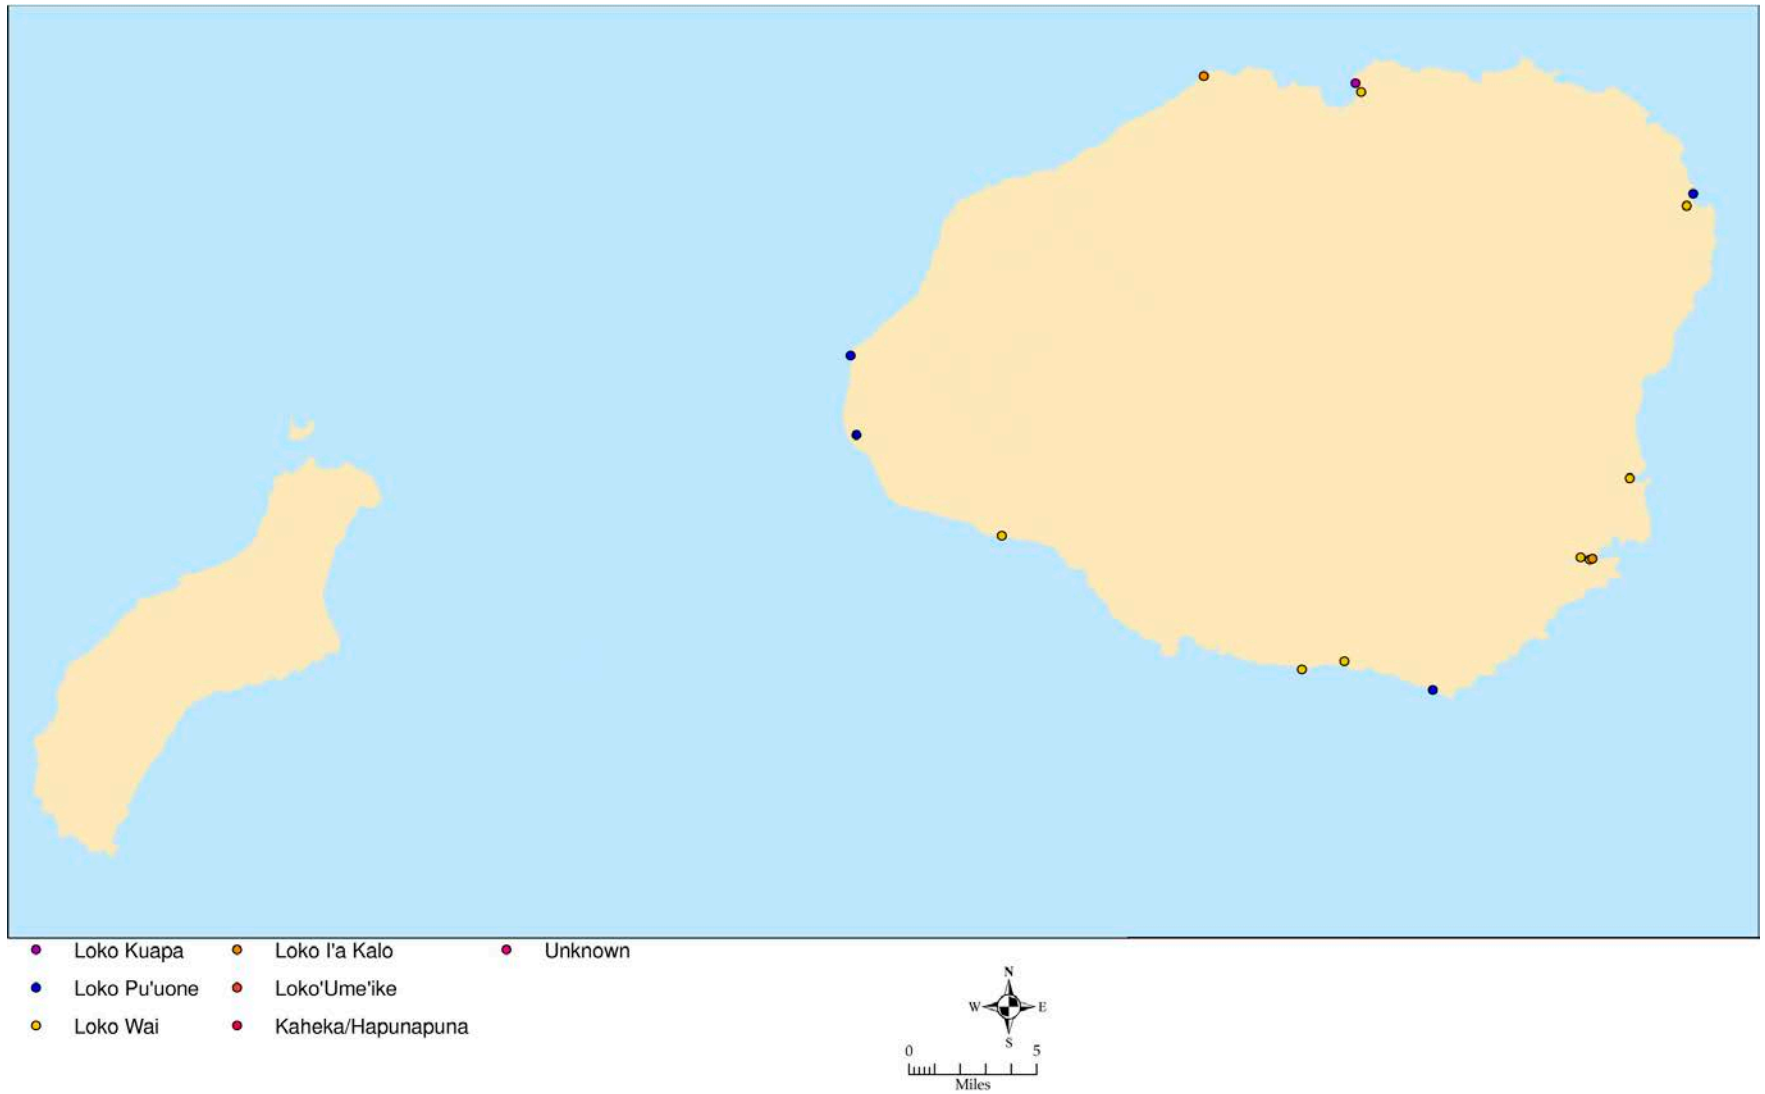 Loko Kuapa
Loko I'a Kalo
Unknown
Loko Pu'uone
Loko'Ume'ike
Loko Wai
Kaheka/Hapunapuna
N
W E
S
0 5
Miles